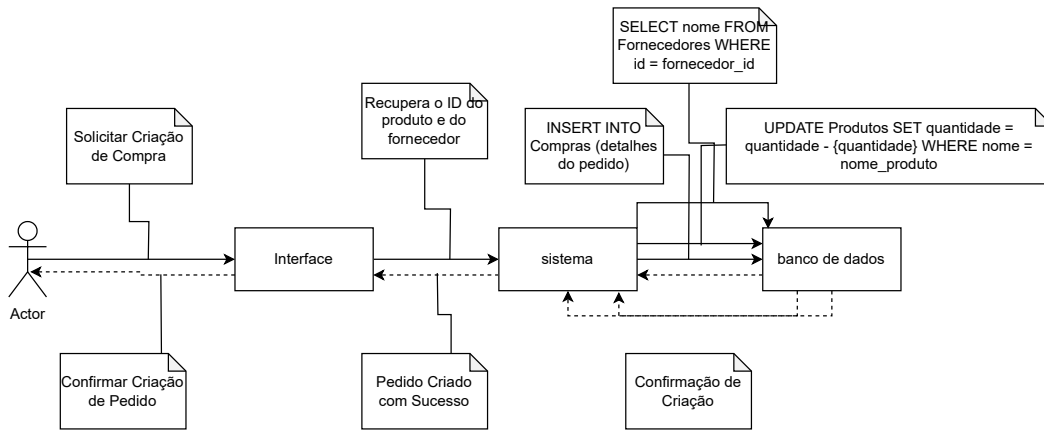 SELECT nome FROM
Fornecedores WHERE
id = fornecedor_id
Recupera o ID do
produto e do
fornecedor
Solicitar Criação
de Compra
INSERT INTO
Compras (detalhes
do pedido)
UPDATE Produtos SET quantidade =
quantidade - {quantidade} WHERE nome =
nome_produto
Interface
sistema
banco de dados
Actor
Confirmar Criação
de Pedido
Pedido Criado
com Sucesso
Confirmação de
Criação